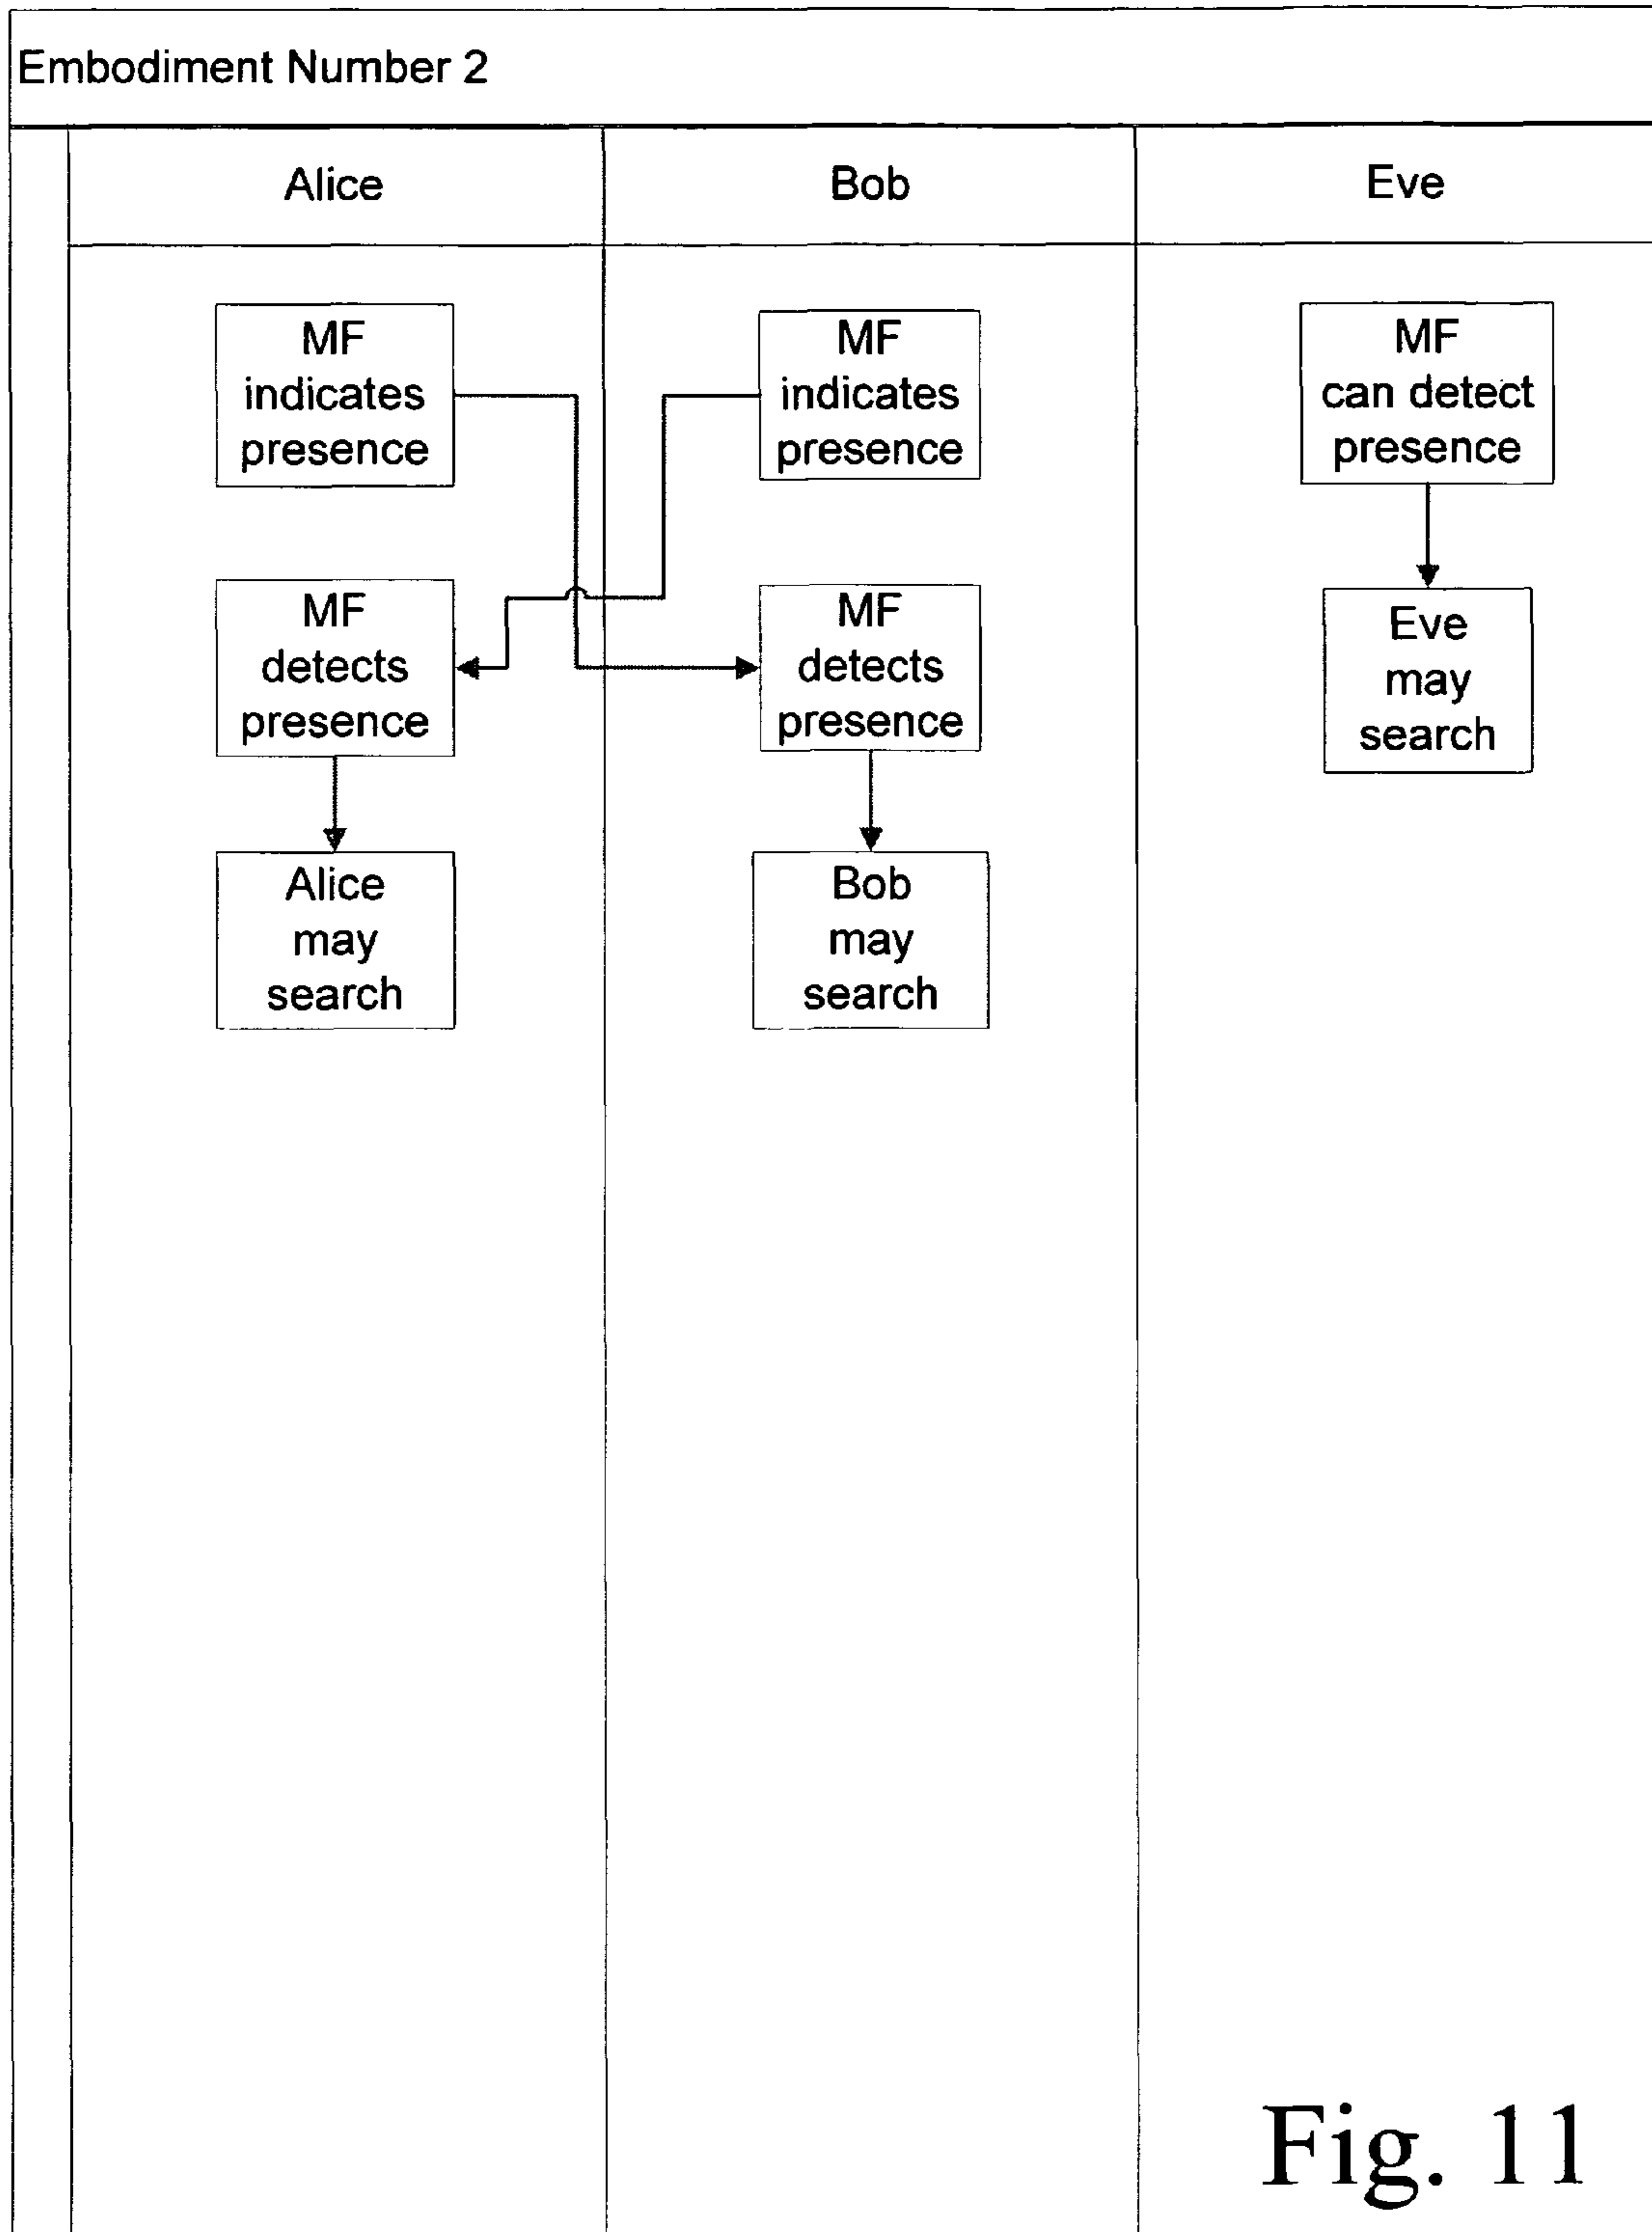 Embodiment Number 2
Alice
Bob
Eve
MF
indicates
presence
MF
indicates
presence
MF
can detect
presence
MF
detects
presence
MF
detects
presence
Eve
may
search
Alice
may
search
Bob
may
search
Fig. 11